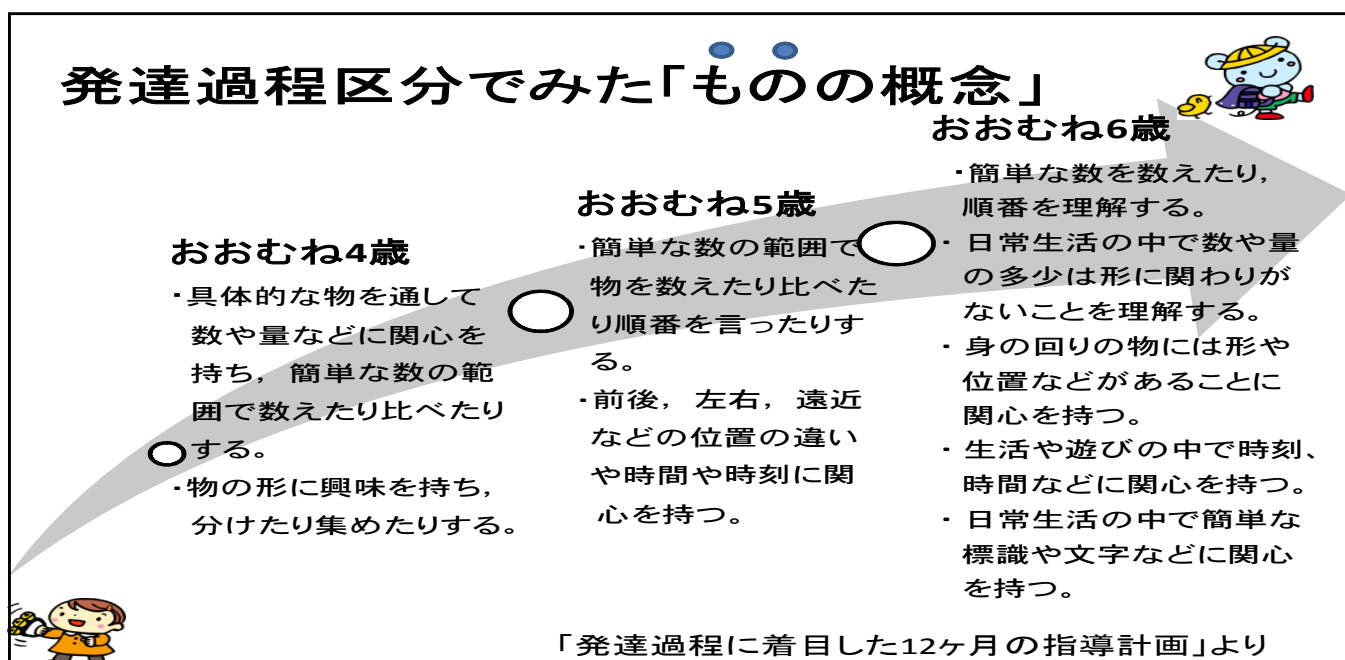 発達過程区分でみた「ものの概念」
おおむね4歳
・具体的な物を通して
数や量などに関心を
持ち，簡単な数の範
囲で数えたり比べたり
する。
・物の形に興味を持ち，
分けたり集めたりする。
おおむね5歳
・簡単な数の範囲で
物を数えたり比べた
り順番を言ったりす
る。
・前後，左右，遠近
などの位置の違い
や時間や時刻に関
心を持つ。
おおむね6歳
・簡単な数を数えたり，
順番を理解する。
・日常生活の中で数や量
の多少は形に関わりが
ないことを理解する。
・身の回りの物には形や
位置などがあることに
関心を持つ。
・生活や遊びの中で時刻、
時間などに関心を持つ。
・日常生活の中で簡単な
標識や文字などに関心
を持つ。
「発達過程に着目した12ヶ月の指導計画」より